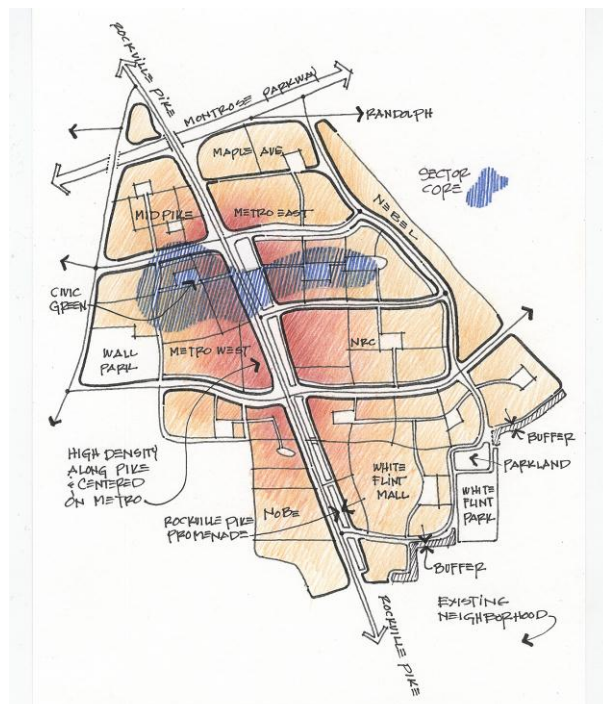 ROCKVILLE PIKE
MONTROSE PARKWAY
RANDOLPH
MAPLE AVE.
SECTOR
CORE
NEBEL
MID PIKE
METRO EAST
CIVIC
GREEN
WALL
PARK
METRO WEST
NRC
HIGH DENSITY
ALONG PIKE
& CENTERED
ON METRO
BUFFER
PARKLAND
WHITE
FLINT
MALL
WHITE
FLINT
PARK
NOBE
ROCKVILLE PIKE
PROMENADE
BUFFER
EXISTING
NEIGHBORHOOD
ROCKVILLE PIKE